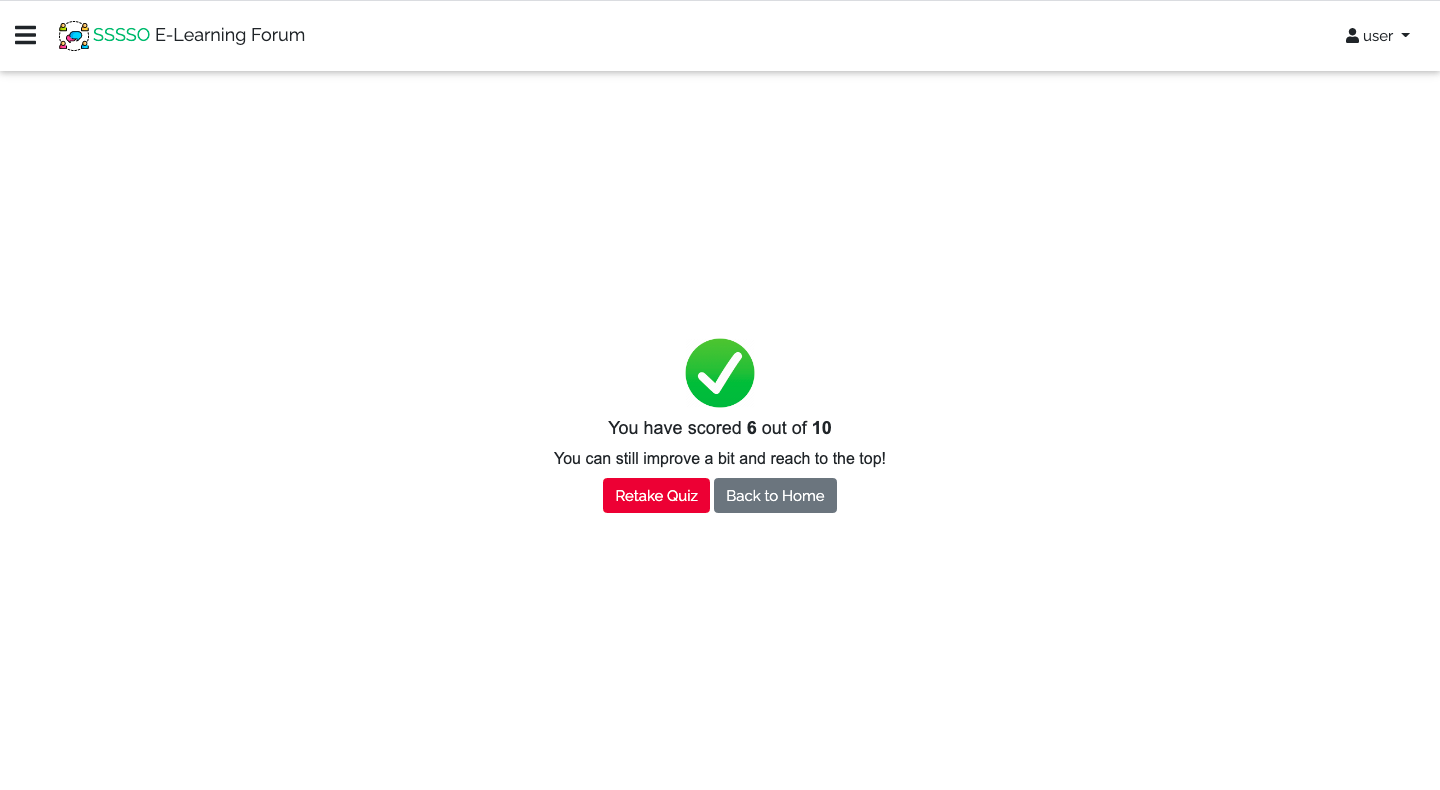 SSSSO E-Learning Forum
user
You have scored 6 out of 10
You can still improve a bit and reach to the top!
Retake Quiz
Back to Home